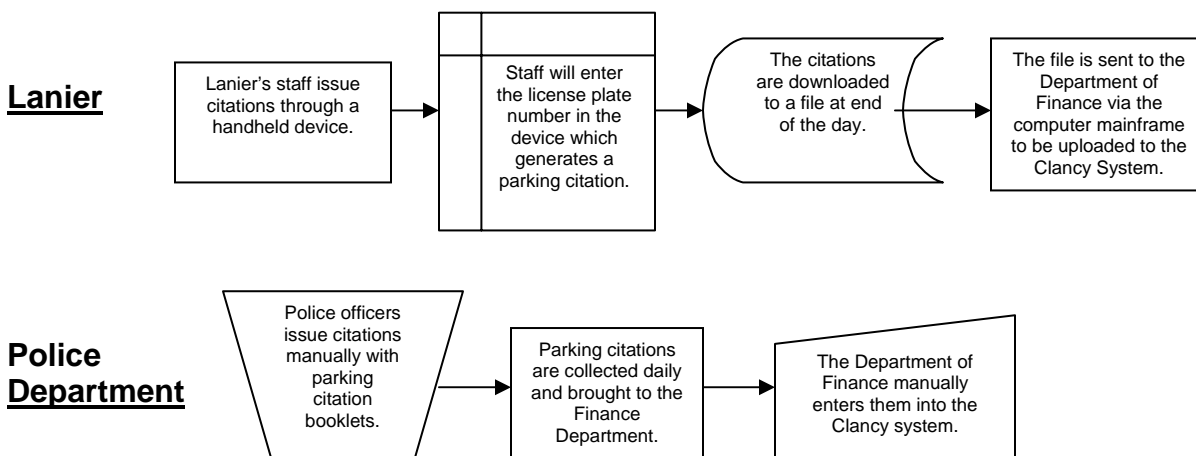 Lanier
Lanier's staff issue
citations through a
handheld device.
Staff will enter
the license plate
number in the
device which
generates a
parking citation.
The citations
are downloaded
to a file at end
of the day.
The file is sent to the
Department of
Finance via the
computer mainframe
to be uploaded to the
Clancy System.
Police
Department
Police officers
issue citations
manually with
parking
citation
booklets.
Parking citations
are collected daily
and brought to the
Finance
Department.
The Department of
Finance manually
enters them into the
Clancy system.